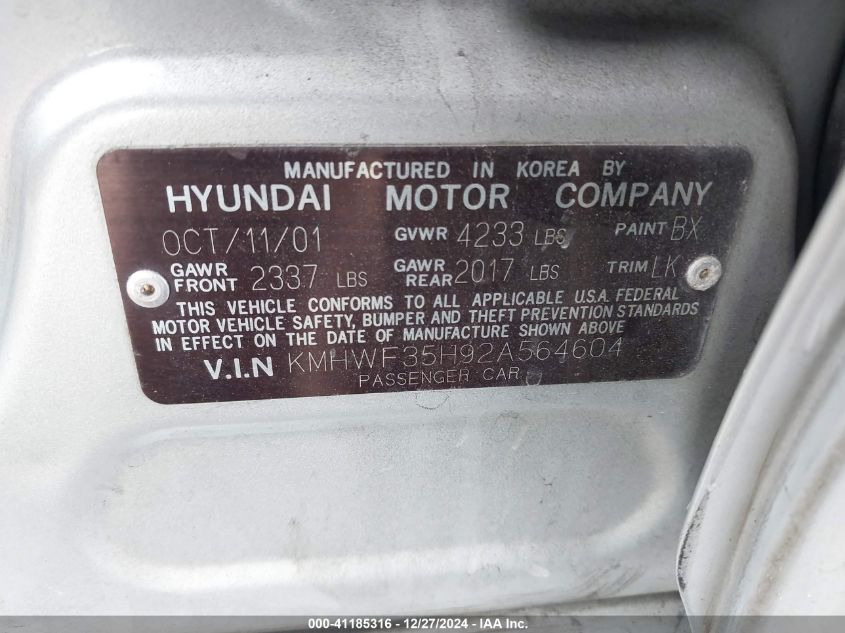 MANUFACTURED IN KOREA BY
HYUNDAI MOTOR COMPANY
OCT/11/01 GVWR 4233 LBS PAINT BX
GAWR FRONT 2337 LBS GAWR REAR 2017 LBS TRIM LK
THIS VEHICLE CONFORMS TO ALL APPLICABLE U.S.A. FEDERAL
MOTOR VEHICLE SAFETY, BUMPER AND THEFT PREVENTION STANDARDS
IN EFFECT ON THE DATE OF MANUFACTURE SHOWN ABOVE
V.I.N KMHWF35H92A564604
PASSENGER CAR
000-41185316 - 12/27/2024 - IAA Inc.